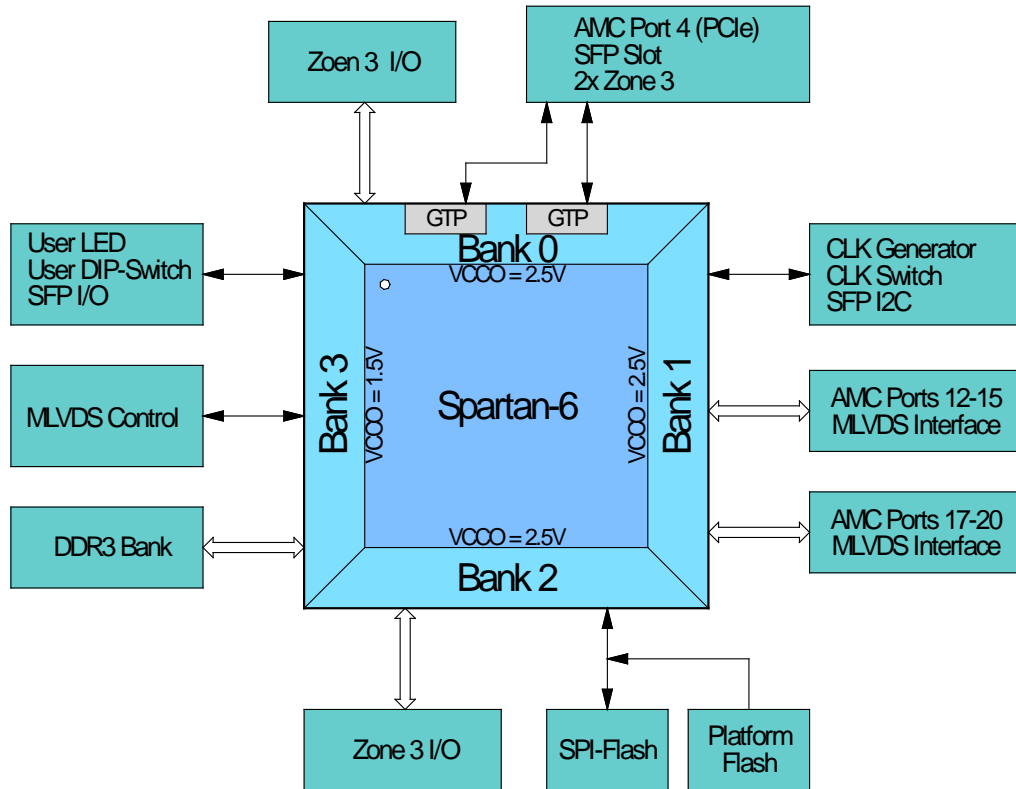 Zoen 3 I/O
AMC Port 4 (PCIe)
SFP Slot
2x Zone 3
GTP
GTP
Bank 0
VCCO = 2.5V
User LED
User DIP-Switch
SFP I/O
CLK Generator
CLK Switch
SFP I2C
Bank 3
VCCO = 1.5V
Spartan-6
VCCO = 2.5V
Bank 1
MLVDS Control
AMC Ports 12-15
MLVDS Interface
DDR3 Bank
AMC Ports 17-20
MLVDS Interface
VCCO = 2.5V
Bank 2
Zone 3 I/O
SPI-Flash
Platform
Flash